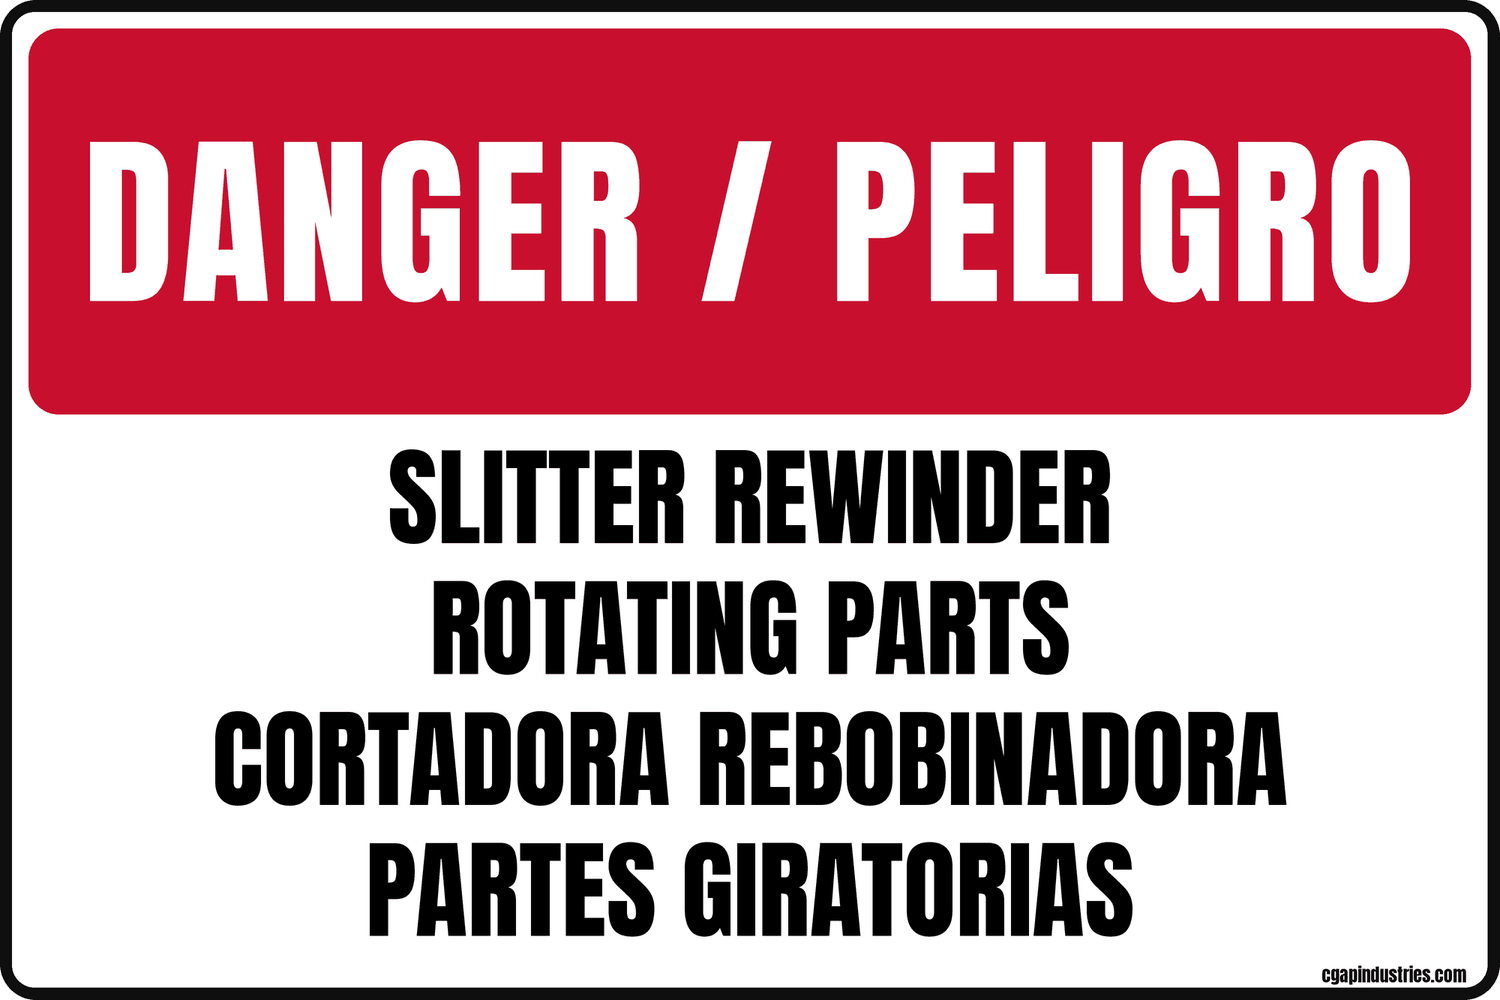 DANGER / PELIGRO
SLITTER REWINDER
ROTATING PARTS
CORTADORA REBOBINADORA
PARTES GIRATORIAS
cgapindustries.com